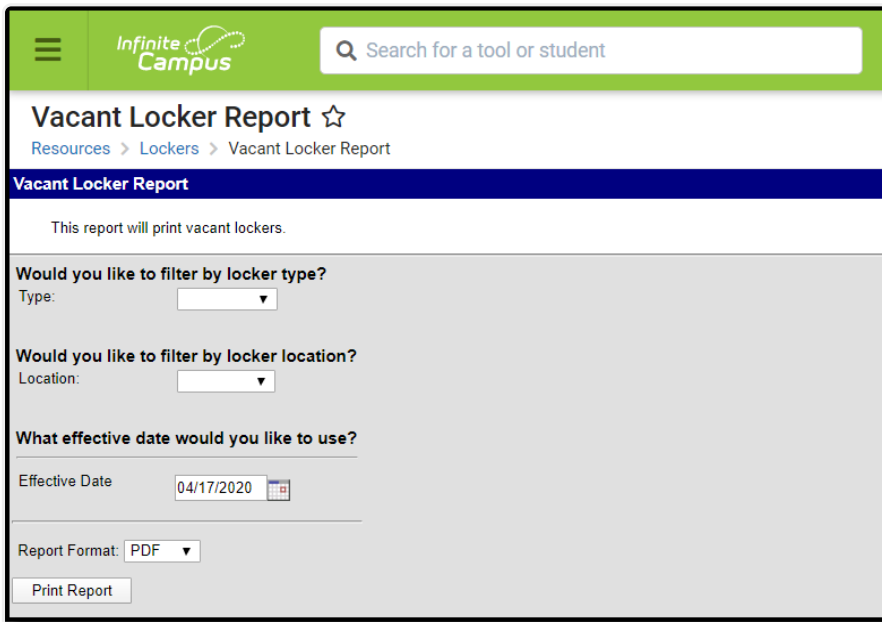 Infinite
Campus
Search for a tool or student
Vacant Locker Report
Resources > Lockers > Vacant Locker Report
Vacant Locker Report
This report will print vacant lockers.
Would you like to filter by locker type?
Type:
Would you like to filter by locker location?
Location:
What effective date would you like to use?
Effective Date 04/17/2020
Report Format: PDF
Print Report